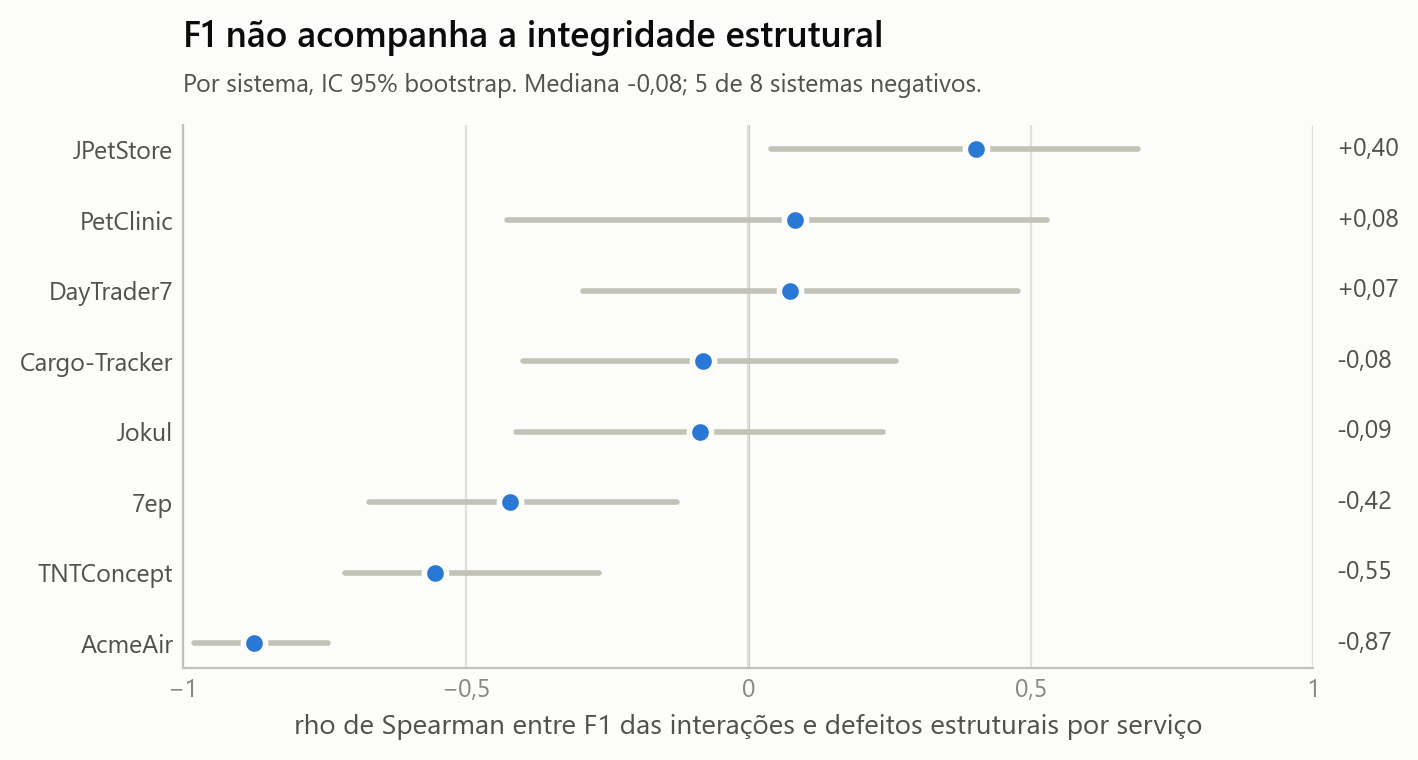 F1 não acompanha a integridade estrutural
Por sistema, IC 95% bootstrap. Mediana -0,08; 5 de 8 sistemas negativos.
JPetStore +0,40
PetClinic +0,08
DayTrader7 +0,07
Cargo-Tracker -0,08
Jokul -0,09
7ep -0,42
TNTConcept -0,55
AcmeAir -0,87
−1 −0,5 0 0,5 1
rho de Spearman entre F1 das interações e defeitos estruturais por serviço